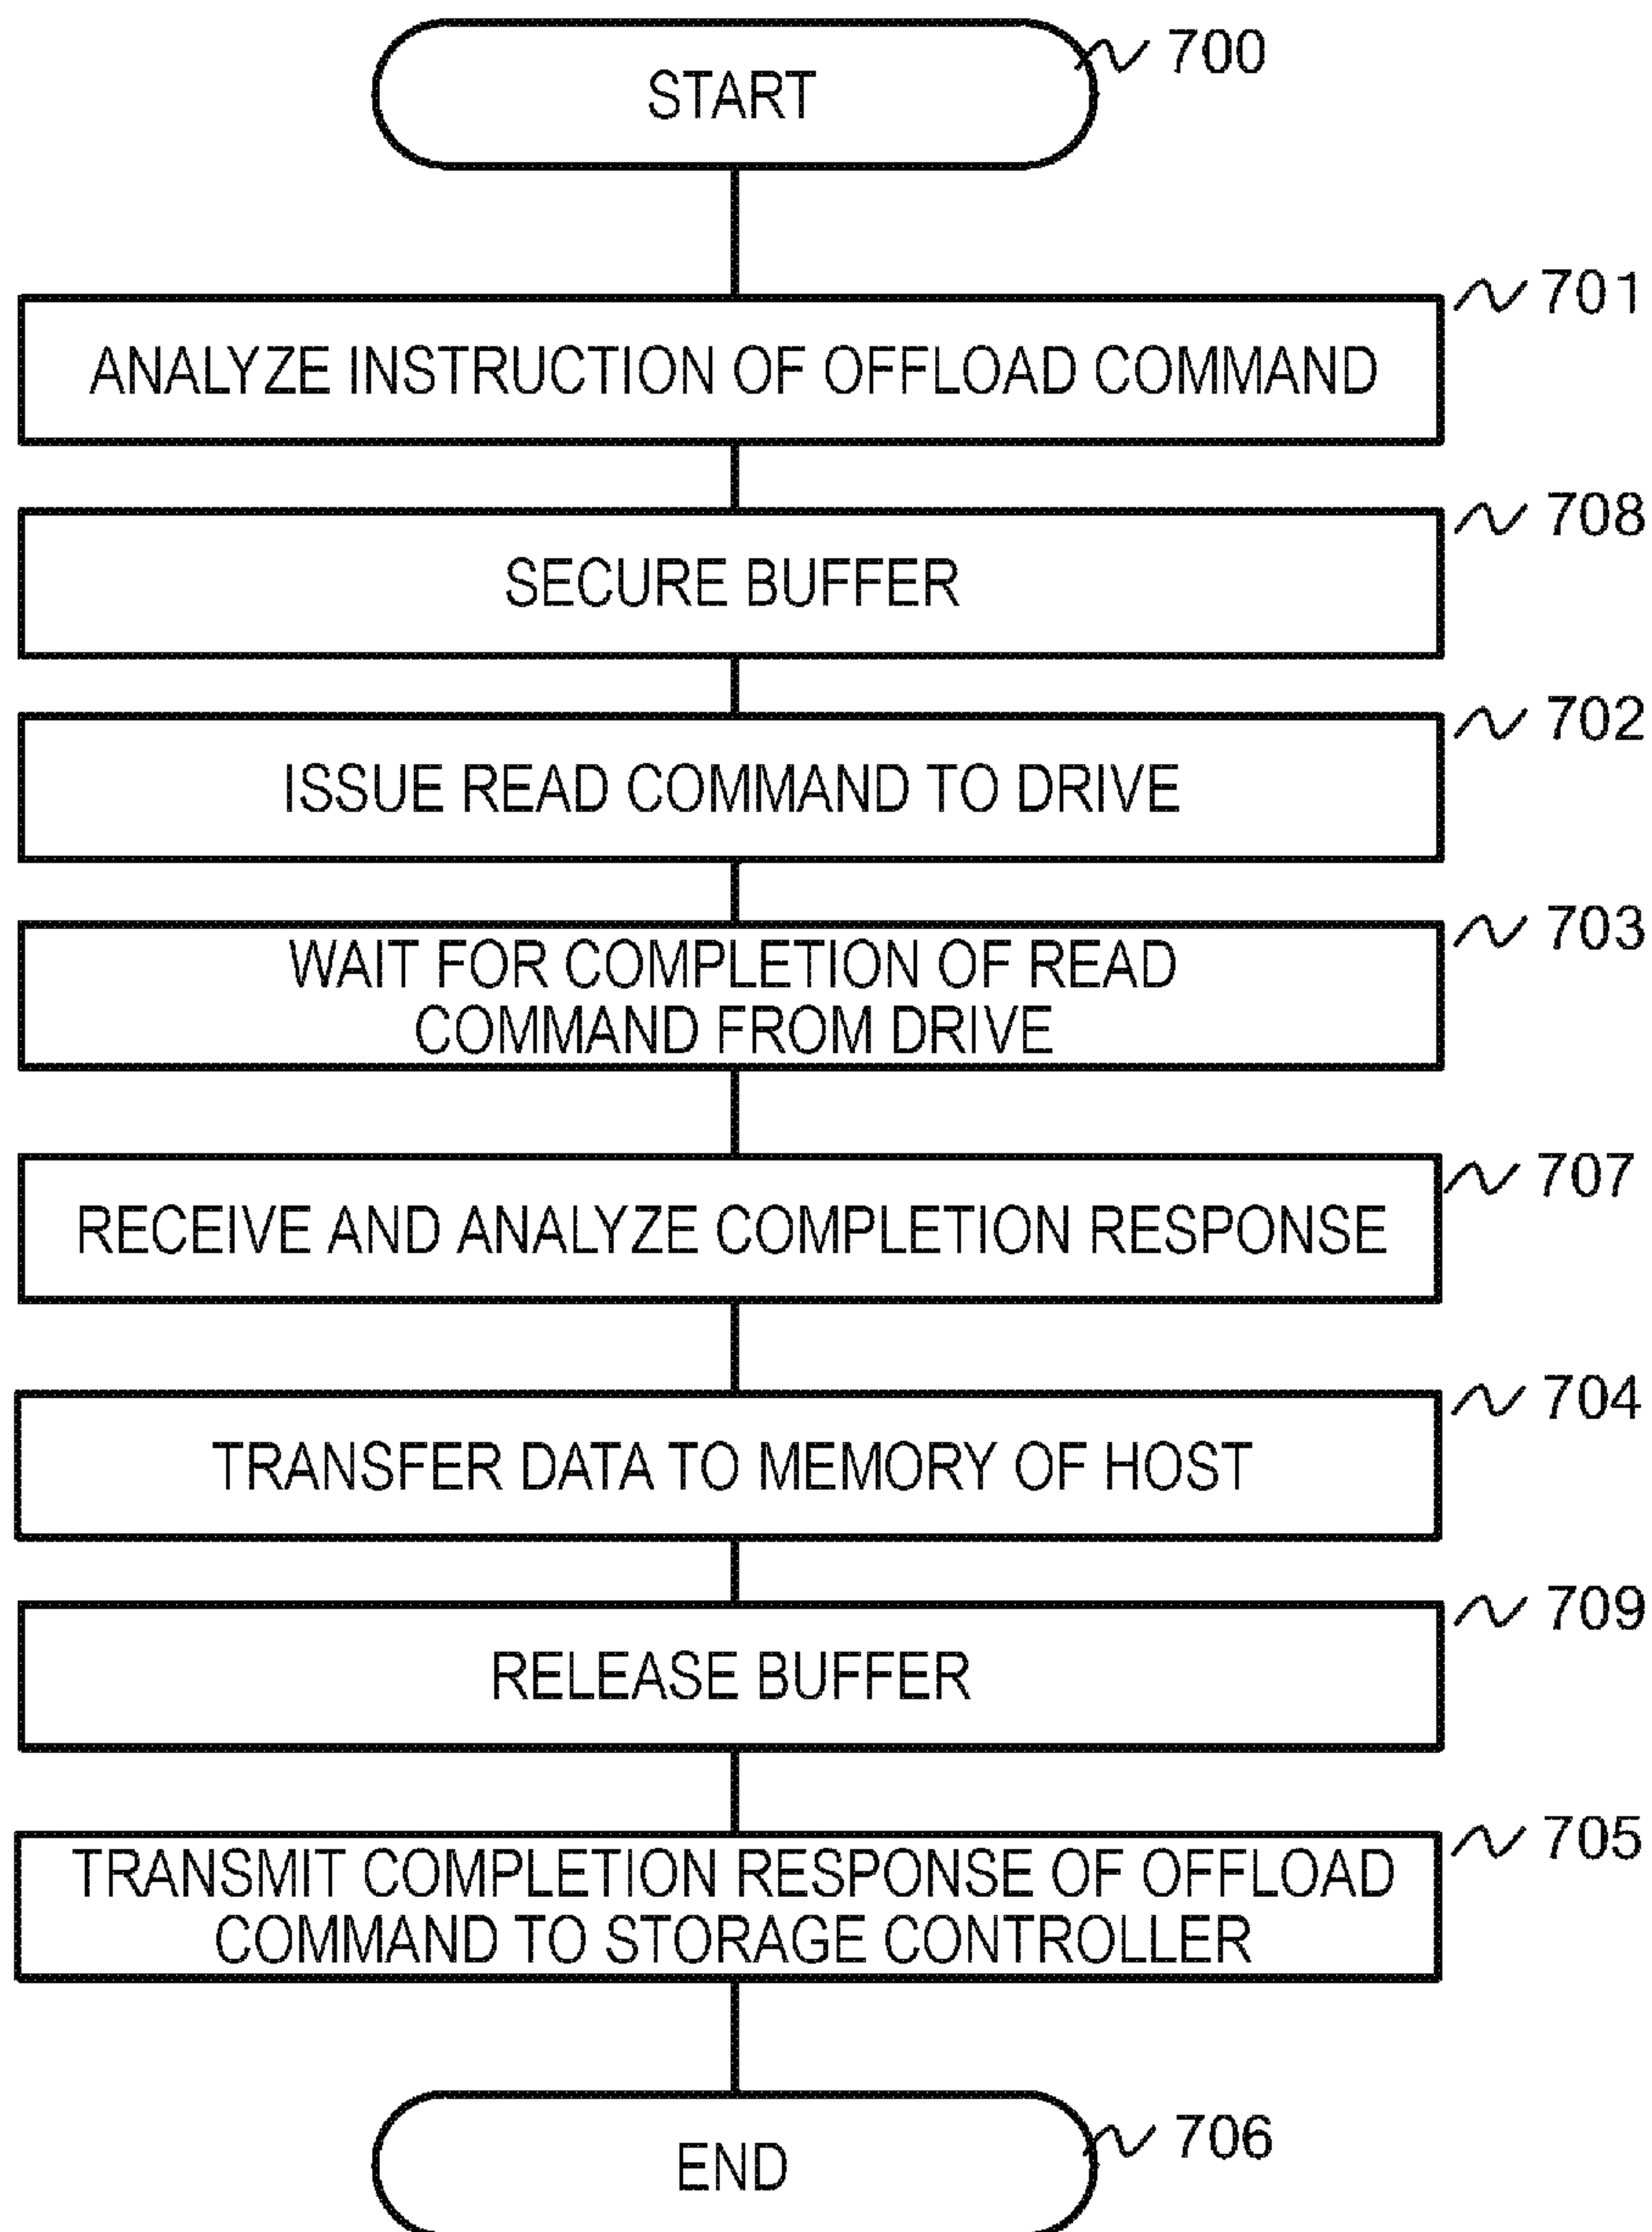 START
700
701
ANALYZE INSTRUCTION OF OFFLOAD COMMAND
708
SECURE BUFFER
702
ISSUE READ COMMAND TO DRIVE
703
WAIT FOR COMPLETION OF READ
COMMAND FROM DRIVE
707
RECEIVE AND ANALYZE COMPLETION RESPONSE
704
TRANSFER DATA TO MEMORY OF HOST
709
RELEASE BUFFER
705
TRANSMIT COMPLETION RESPONSE OF OFFLOAD
COMMAND TO STORAGE CONTROLLER
706
END